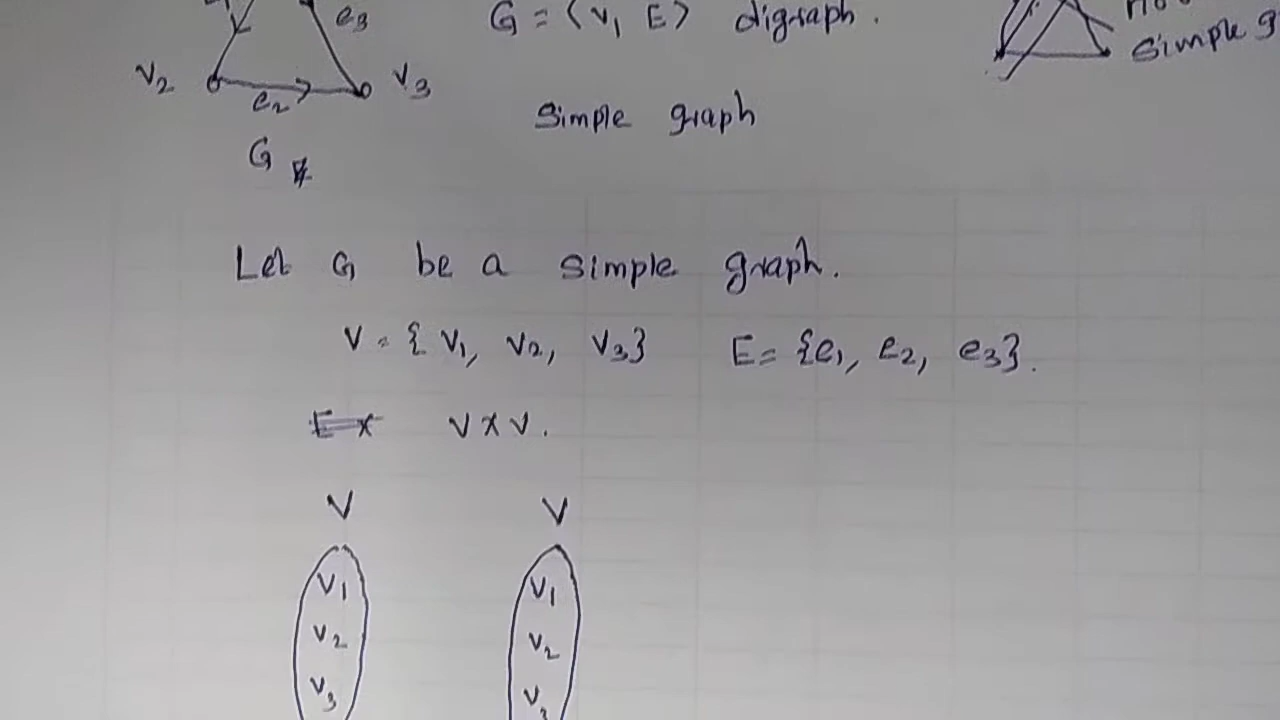 e3
G = (V, E) digraph.
V2
e2
V3
Simple
Simple graph
G
Let G be a simple graph.
V = { V1, V2, V3} E = {e1, e2, e3}.
V x V.
V V
V1 V1
V2 V2
V3 V3